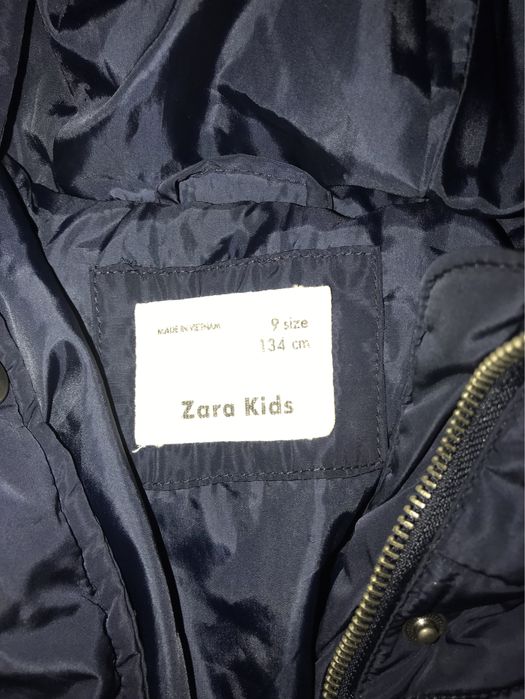 MADE IN VIETNAM
9 size
134 cm
Zara Kids